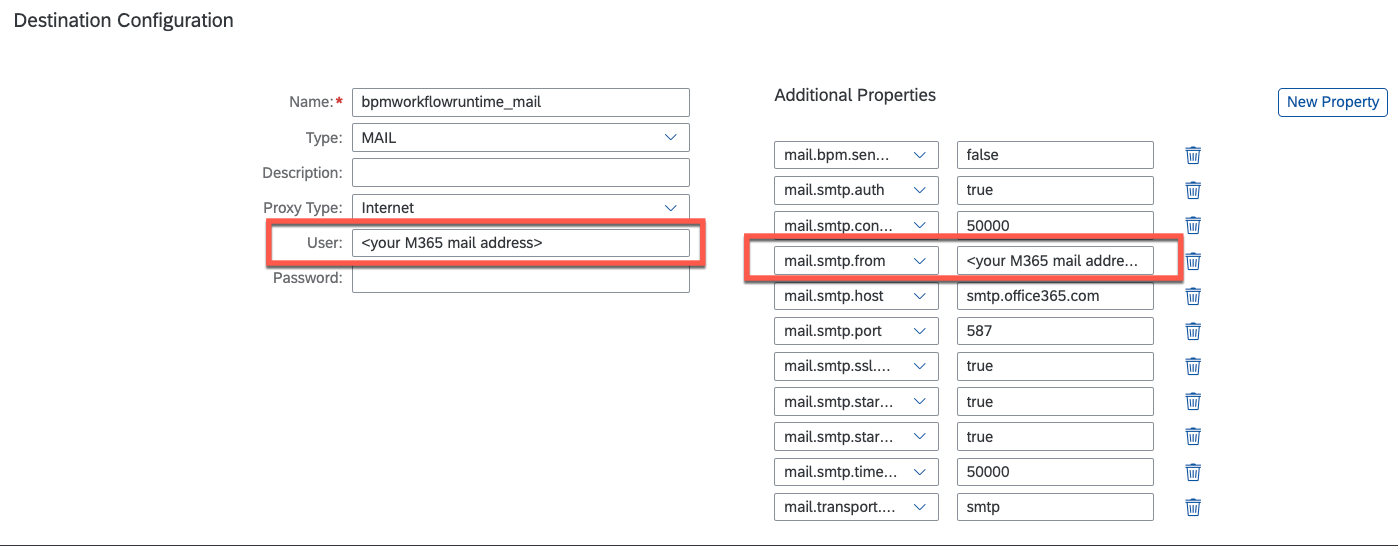 Destination Configuration
Name:* bpmworkflowruntime_mail
Type: MAIL
Description:
Proxy Type: Internet
User: <your M365 mail address>
Password:
Additional Properties
New Property
mail.bpm.sen... false
mail.smtp.auth true
mail.smtp.con... 50000
mail.smtp.from <your M365 mail addre...
mail.smtp.host smtp.office365.com
mail.smtp.port 587
mail.smtp.ssl.... true
mail.smtp.star... true
mail.smtp.star... true
mail.smtp.time... 50000
mail.transport.... smtp